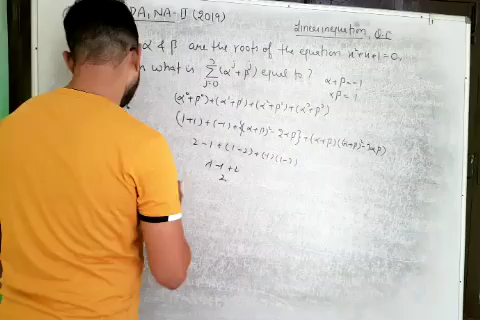 DA, NA-II (2019)
Linear inequation, Q.E
α & β are the roots of the equation x²+x+1=0,
n what is ∑ j=0 3 (αʲ+βʲ) equal to?
α+β=-1
αβ=1
(α⁰+β⁰)+(α¹+β¹)+(α²+β²)+(α³+β³)
(1+1)+(-1)+{(α+β)²-2αβ}+(α+β)((α+β)²-3αβ)
2-1+(1-2)+(-1)(1-3)
1-1+2
2